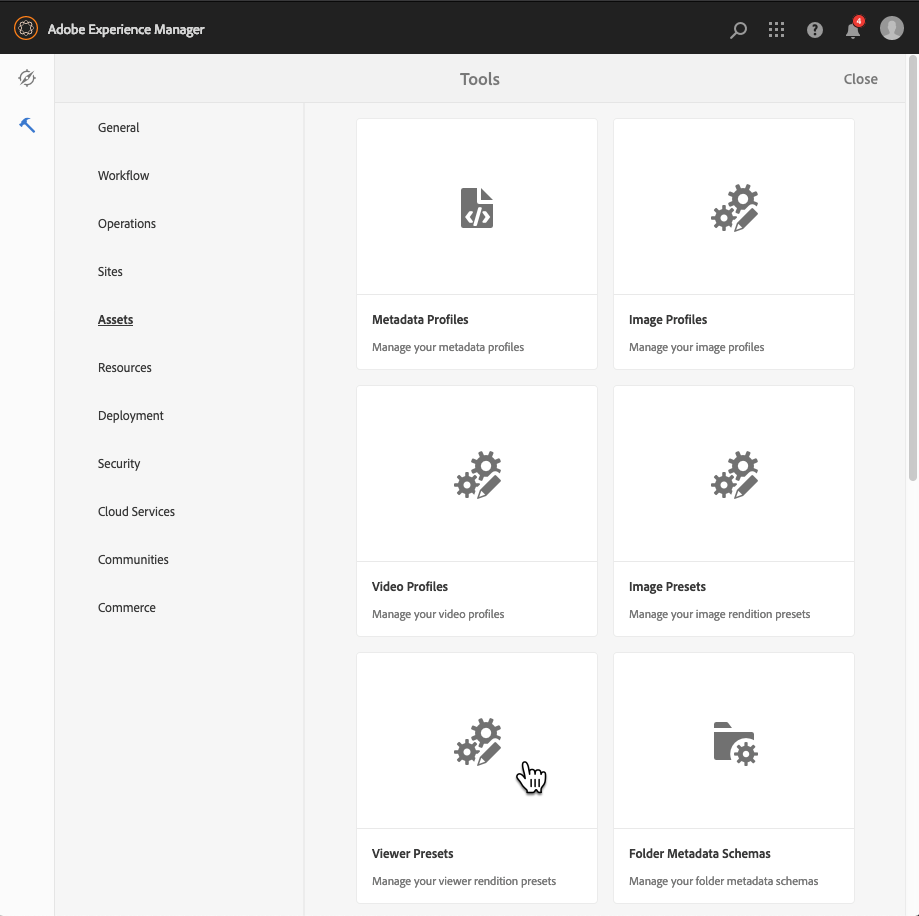 Adobe Experience Manager
4
Tools
Close
General
Workflow
Operations
Sites
Assets
Resources
Deployment
Security
Cloud Services
Communities
Commerce
Metadata Profiles
Manage your metadata profiles
Image Profiles
Manage your image profiles
Video Profiles
Manage your video profiles
Image Presets
Manage your image rendition presets
Viewer Presets
Manage your viewer rendition presets
Folder Metadata Schemas
Manage your folder metadata schemas